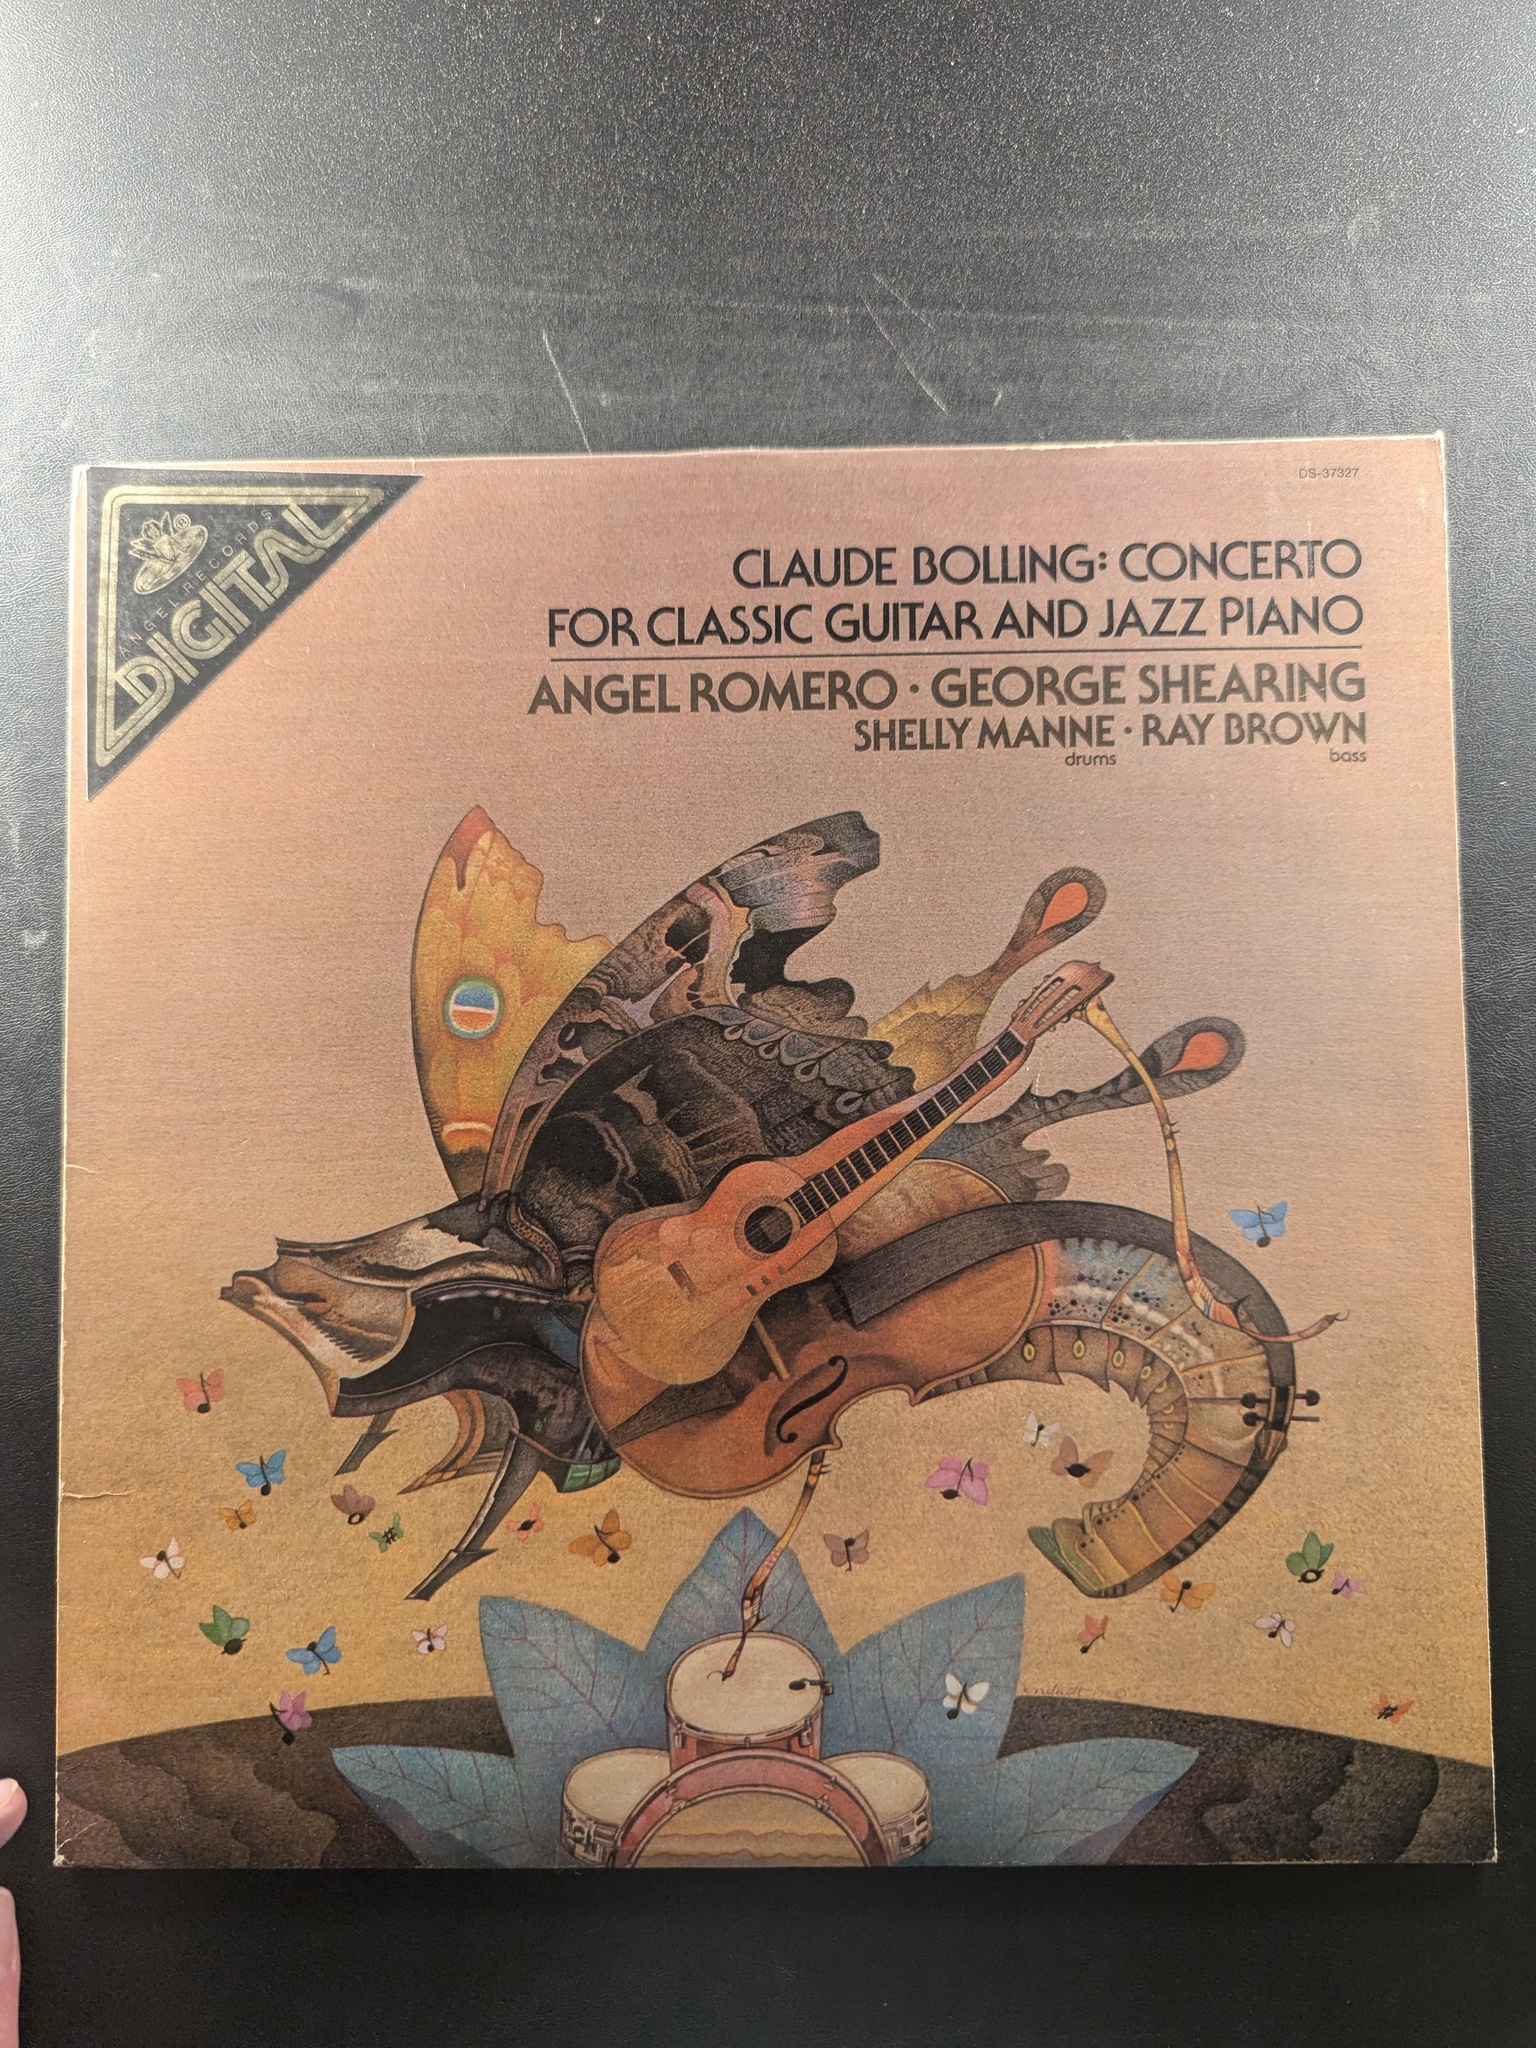 DS-37327
ANGEL RECORDS ®
DIGITAL
CLAUDE BOLLING: CONCERTO
FOR CLASSIC GUITAR AND JAZZ PIANO
ANGEL ROMERO · GEORGE SHEARING
SHELLY MANNE · RAY BROWN
drums bass